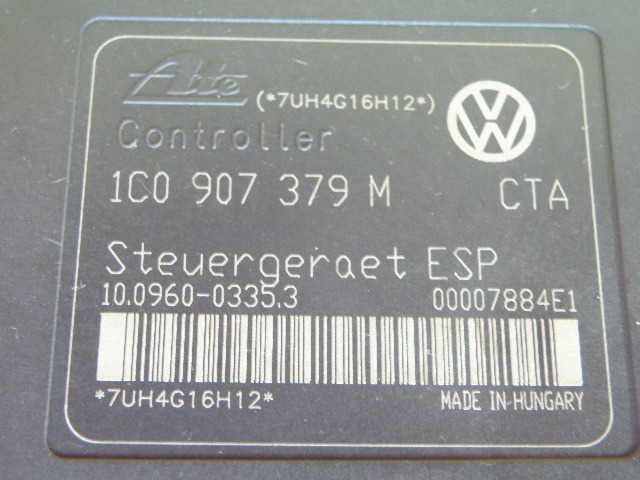 Ate (*7UH4G16H12*)
Controller
1C0 907 379 M CTA
Steuergeraet ESP
10.0960-0335.3 00007884E1
*7UH4G16H12* MADE IN HUNGARY